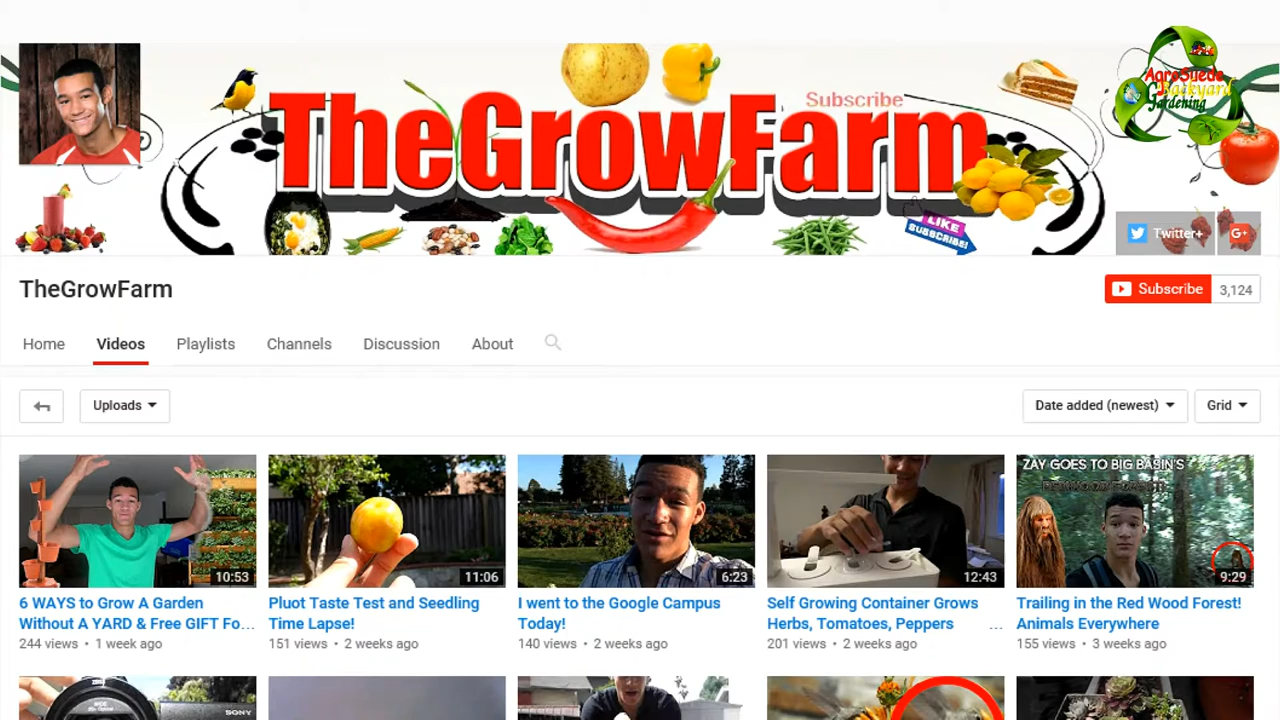 AgroSuede
Backyard
Gardening
Subscribe
TheGrowFarm
LIKE
SUBSCRIBE!
Twitter+
G+
TheGrowFarm
Subscribe 3,124
Home Videos Playlists Channels Discussion About
Uploads Date added (newest) Grid
ZAY GOES TO BIG BASIN'S
10:53 11:06 6:23 12:43 9:29
6 WAYS to Grow A Garden
Without A YARD & Free GIFT Fo...
244 views • 1 week ago
Pluot Taste Test and Seedling
Time Lapse!
151 views • 2 weeks ago
I went to the Google Campus
Today!
140 views • 2 weeks ago
Self Growing Container Grows
Herbs, Tomatoes, Peppers ...
201 views • 2 weeks ago
Trailing in the Red Wood Forest!
Animals Everywhere
155 views • 3 weeks ago
SONY